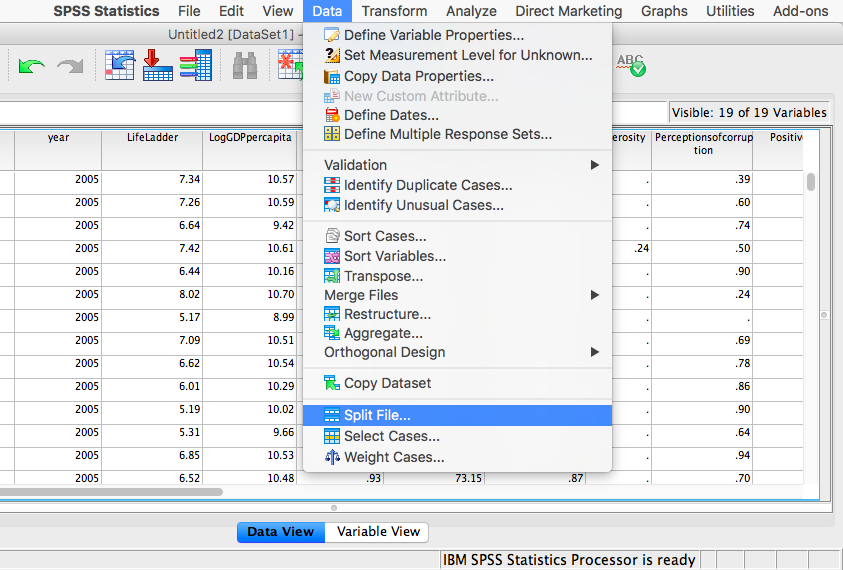 SPSS Statistics File Edit View Data Transform Analyze Direct Marketing Graphs Utilities Add-ons
Untitled2 [DataSet1] –
Define Variable Properties...
Set Measurement Level for Unknown...
Copy Data Properties...
New Custom Attribute...
Define Dates...
Define Multiple Response Sets...
Validation
Identify Duplicate Cases...
Identify Unusual Cases...
Sort Cases...
Sort Variables...
Transpose...
Merge Files
Restructure...
Aggregate...
Orthogonal Design
Copy Dataset
Split File...
Select Cases...
Weight Cases...
ABC
Visible: 19 of 19 Variables
year LifeLadder LogGDPpercapita erosity Perceptionsofcorrup
tion Positiv
2005 7.34 10.57 . .39
2005 7.26 10.59 . .60
2005 6.64 9.42 . .74
2005 7.42 10.61 .24 .50
2005 6.44 10.16 . .90
2005 8.02 10.70 . .24
2005 5.17 8.99 . .
2005 7.09 10.51 . .69
2005 6.62 10.54 . .78
2005 6.01 10.29 . .86
2005 5.19 10.02 . .90
2005 5.31 9.66 . .64
2005 6.85 10.53 . .94
2005 6.52 10.48 .93 73.15 .87 . .70
Data View Variable View
IBM SPSS Statistics Processor is ready